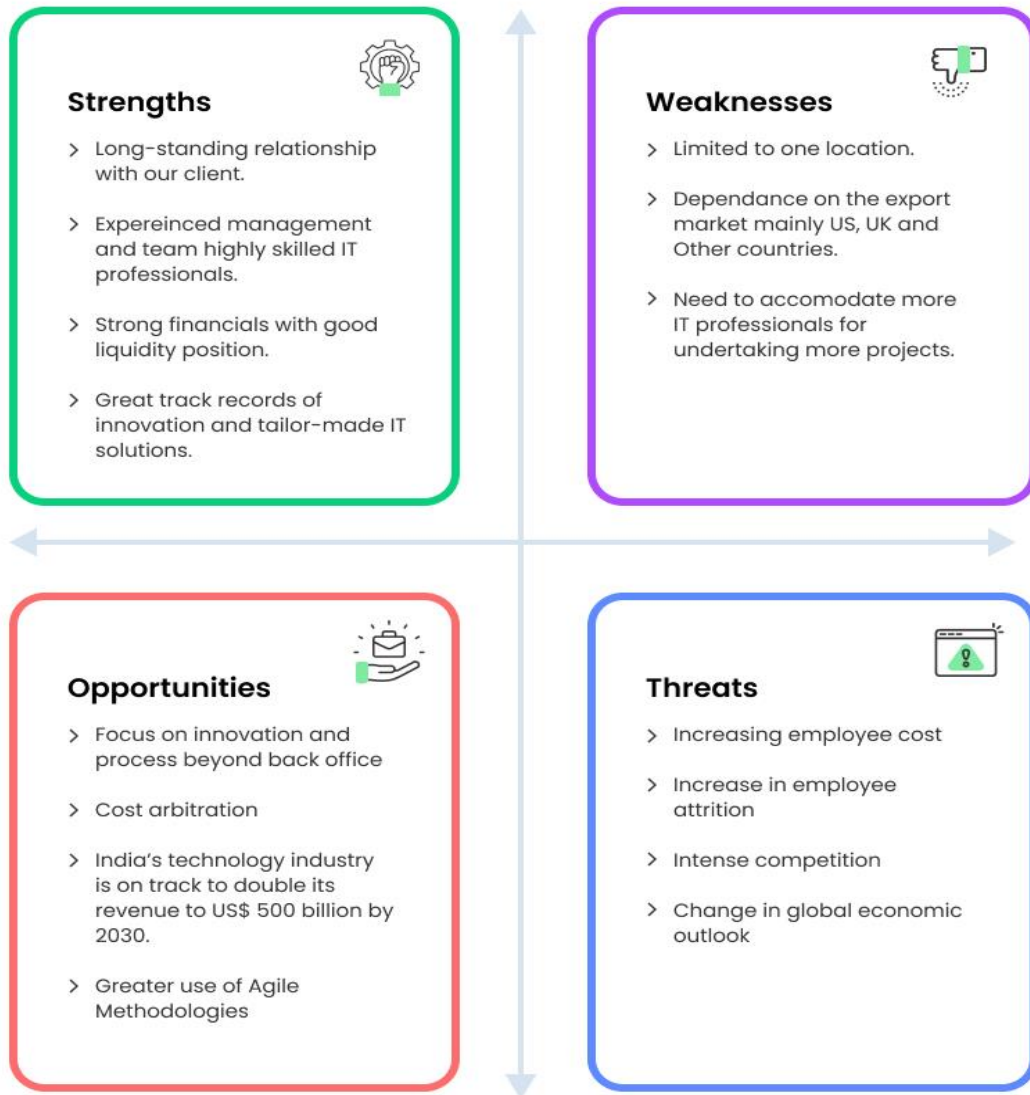 Strengths
> Long-standing relationship
with our client.
> Expereinced management
and team highly skilled IT
professionals.
> Strong financials with good
liquidity position.
> Great track records of
innovation and tailor-made IT
solutions.
Weaknesses
> Limited to one location.
> Dependance on the export
market mainly US, UK and
Other countries.
> Need to accomodate more
IT professionals for
undertaking more projects.
Opportunities
> Focus on innovation and
process beyond back office
> Cost arbitration
> India's technology industry
is on track to double its
revenue to US$ 500 billion by
2030.
> Greater use of Agile
Methodologies
Threats
> Increasing employee cost
> Increase in employee
attrition
> Intense competition
> Change in global economic
outlook